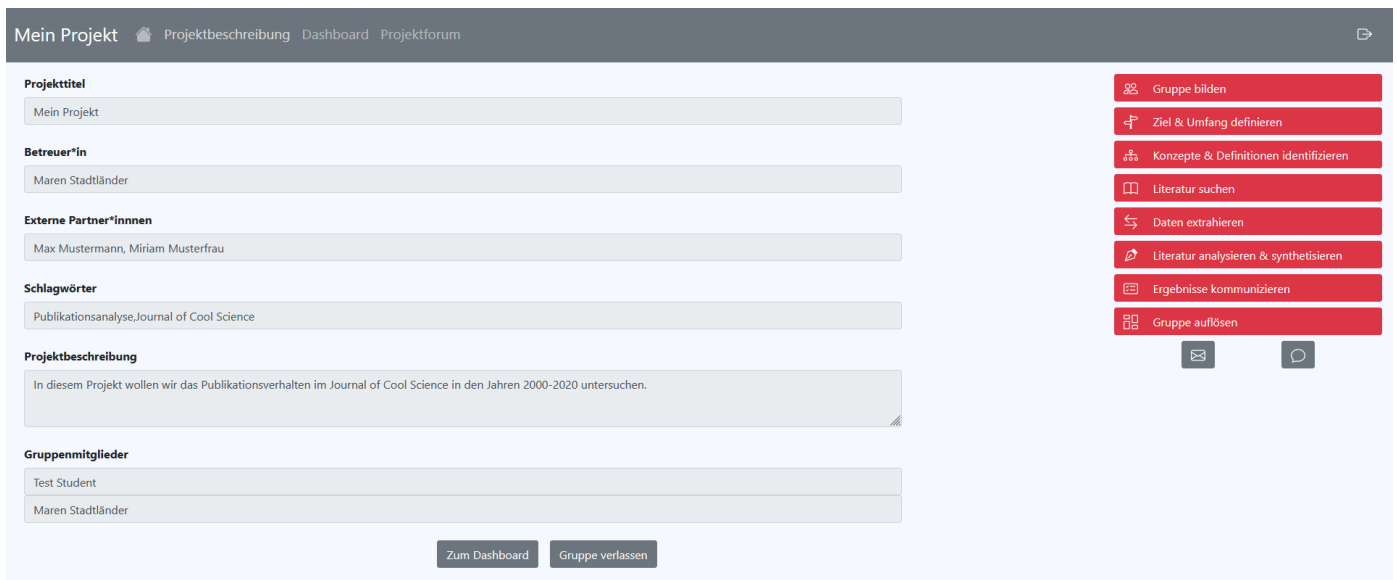 Mein Projekt Projektbeschreibung Dashboard Projektforum
Projekttitel
Mein Projekt
Betreuer*in
Maren Stadtländer
Externe Partner*innnen
Max Mustermann, Miriam Musterfrau
Schlagwörter
Publikationsanalyse,Journal of Cool Science
Projektbeschreibung
In diesem Projekt wollen wir das Publikationsverhalten im Journal of Cool Science in den Jahren 2000-2020 untersuchen.
Gruppenmitglieder
Test Student
Maren Stadtländer
Zum Dashboard Gruppe verlassen
Gruppe bilden
Ziel & Umfang definieren
Konzepte & Definitionen identifizieren
Literatur suchen
Daten extrahieren
Literatur analysieren & synthetisieren
Ergebnisse kommunizieren
Gruppe auflösen